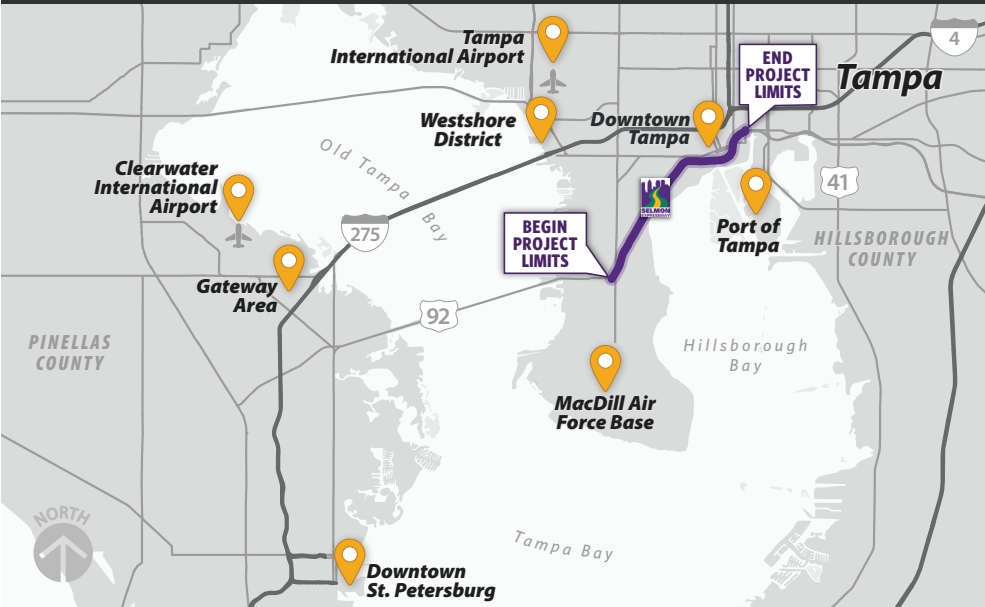 Tampa
International Airport
4
END
PROJECT
LIMITS
Tampa
Westshore
District
Downtown
Tampa
Old Tampa Bay
Clearwater
International
Airport
41
SELMON
EXPRESSWAY
275
BEGIN
PROJECT
LIMITS
Port of
Tampa
HILLSBOROUGH
COUNTY
Gateway
Area
92
PINELLAS
COUNTY
Hillsborough
Bay
MacDill Air
Force Base
NORTH
Tampa Bay
Downtown
St. Petersburg